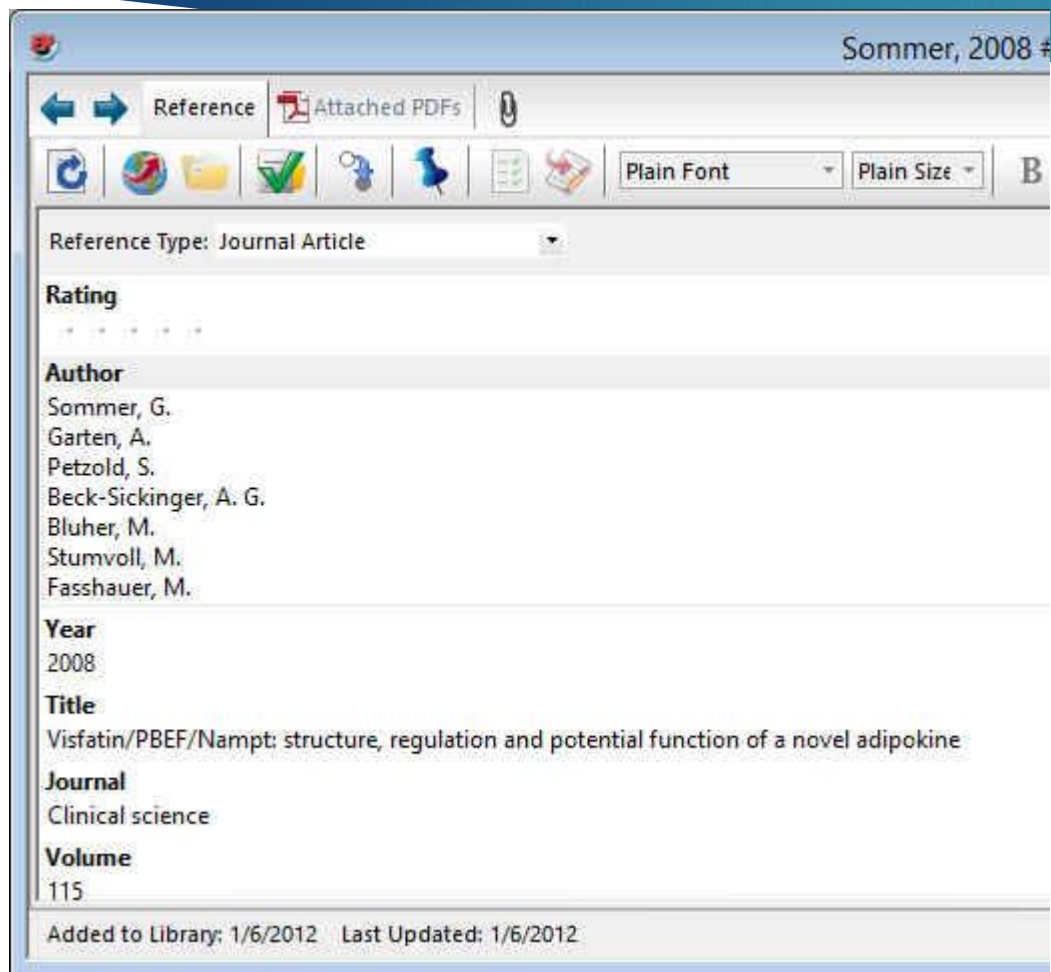 Sommer, 2008 #
Reference
Attached PDFs
Plain Font
Plain Size
B
Reference Type: Journal Article
Rating
Author
Sommer, G.
Garten, A.
Petzold, S.
Beck-Sickinger, A. G.
Bluher, M.
Stumvoll, M.
Fasshauer, M.
Year
2008
Title
Visfatin/PBEF/Nampt: structure, regulation and potential function of a novel adipokine
Journal
Clinical science
Volume
115
Added to Library: 1/6/2012 Last Updated: 1/6/2012